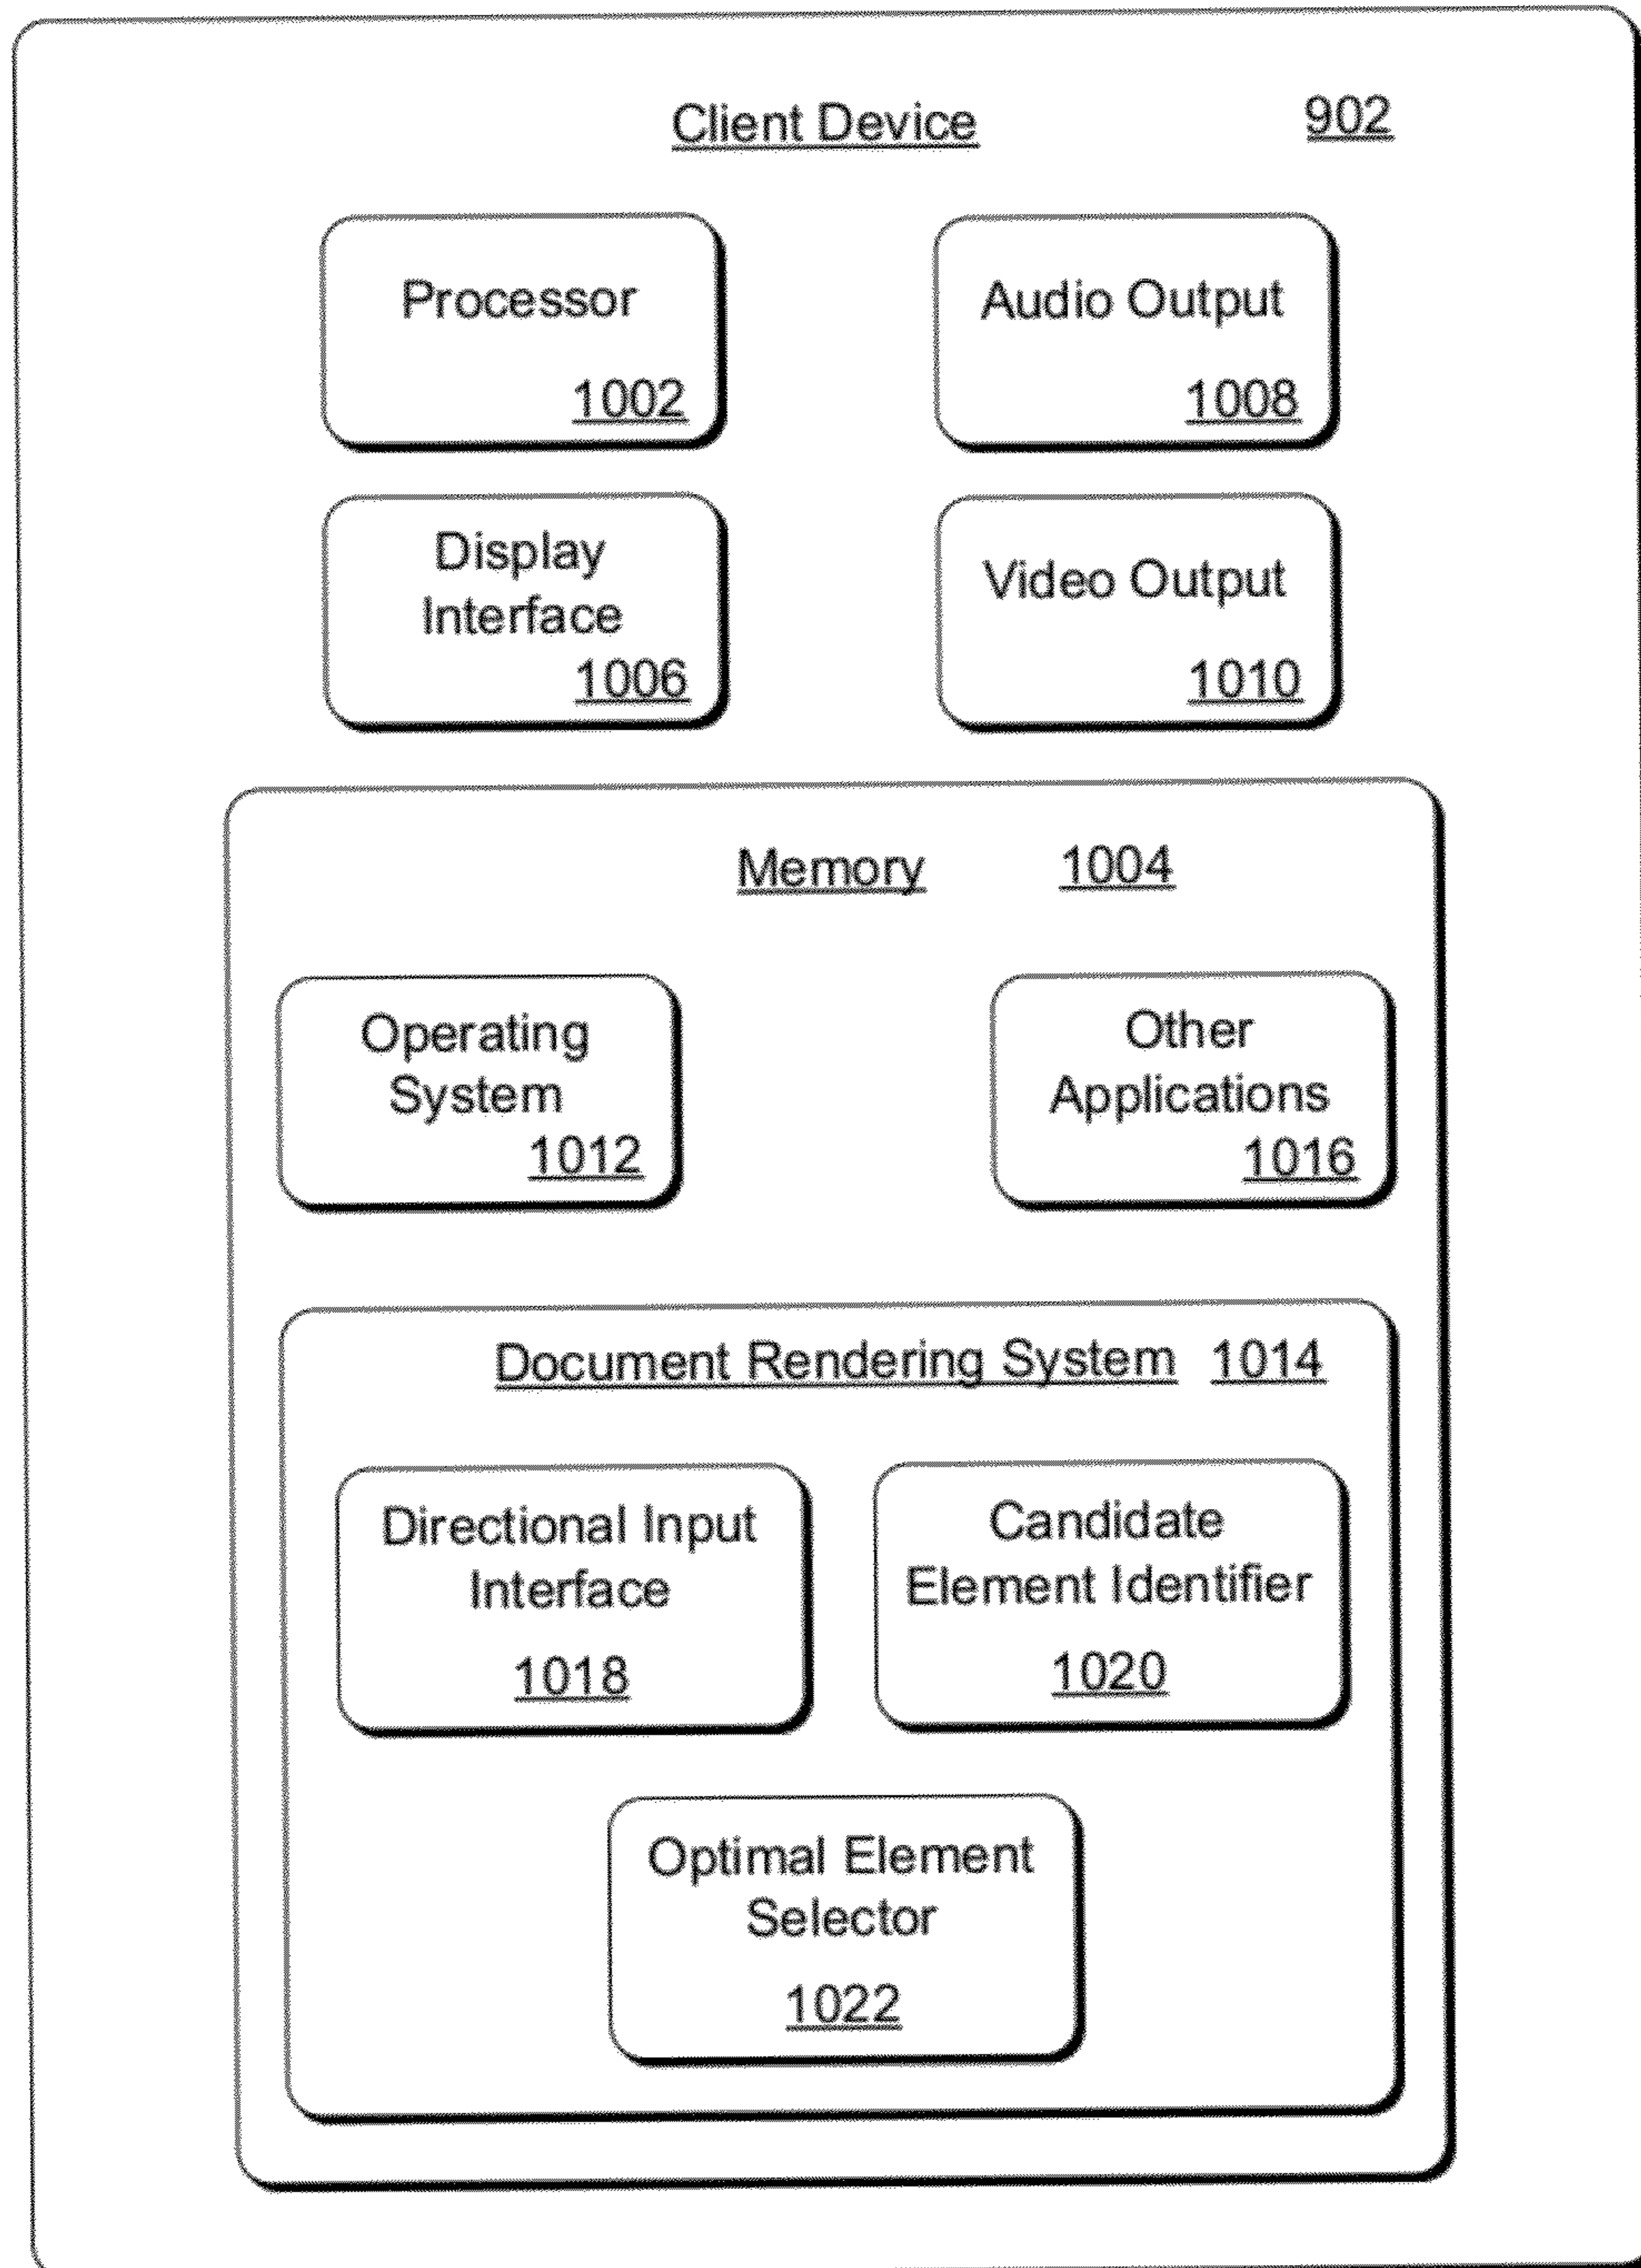 Client Device 902
Processor
1002
Audio Output
1008
Display
Interface
1006
Video Output
1010
Memory 1004
Operating
System
1012
Other
Applications
1016
Document Rendering System 1014
Directional Input
Interface
1018
Candidate
Element Identifier
1020
Optimal Element
Selector
1022